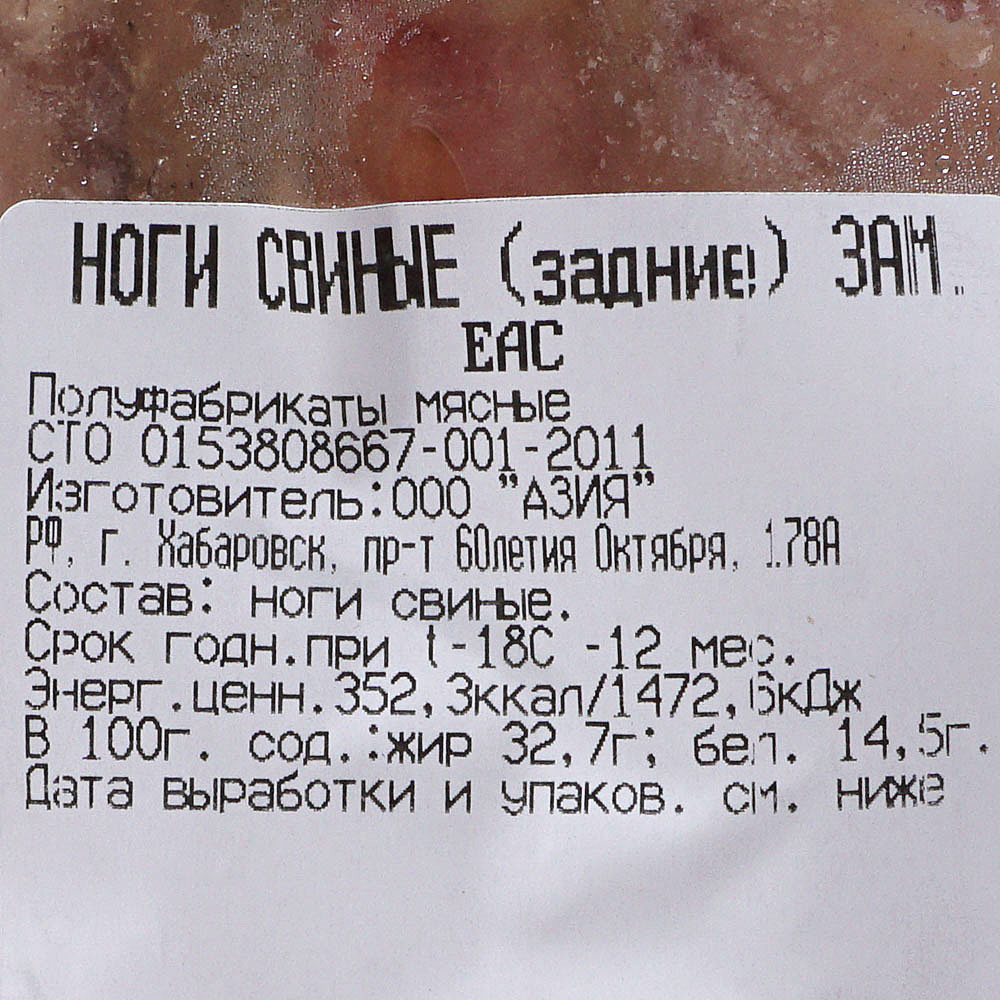 НОГИ СВИНЫЕ (задние!) ЗАМ..
ЕАС
Полуфабрикаты мясные
СТО 0153808667-001-2011
Изготовитель:ООО "АЗИЯ"
РФ, г. Хабаровск, пр-т 60летия Октября, 178А
Состав: ноги свиные.
Срок годн.при t-18С -12 мес.
Энерг.ценн.352,3ккал/1472,6кДж
В 100г. сод.:жир 32,7г; бел. 14,5г.
Дата выработки и упаков. см. ниже